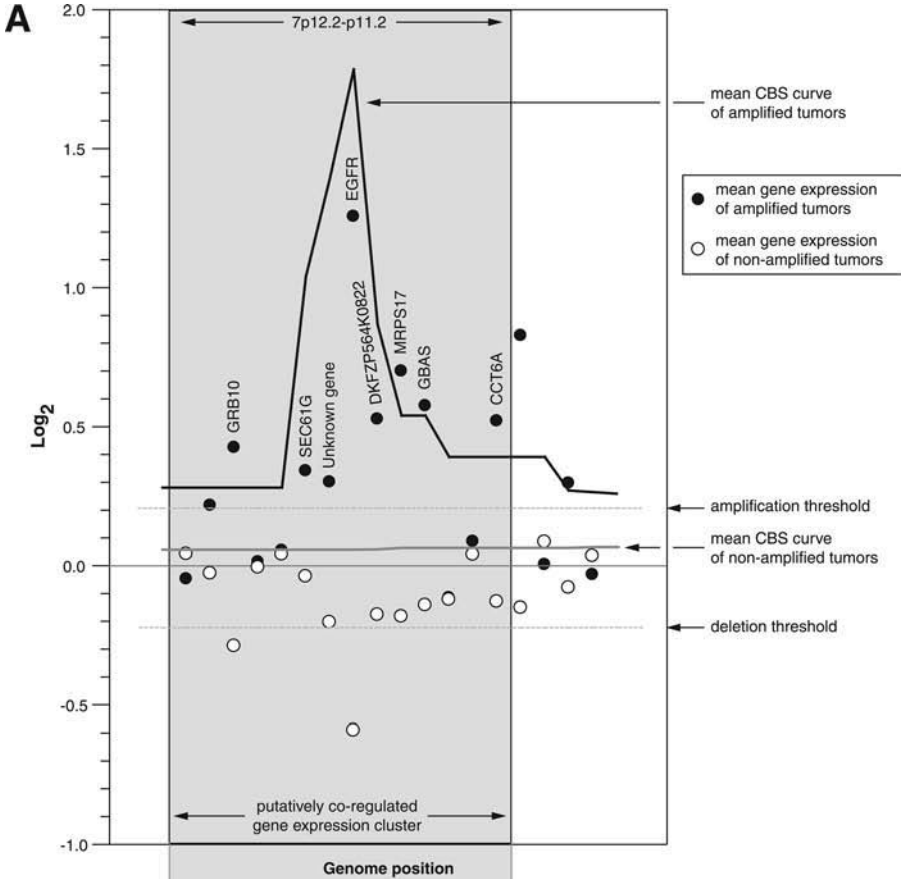 A
2.0
1.5
1.0
0.5
0.0
-0.5
-1.0
Log2
7p12.2-p11.2
mean CBS curve
of amplified tumors
mean gene expression
of amplified tumors
mean gene expression
of non-amplified tumors
GRB10
SEC61G
Unknown gene
EGFR
DKFZP564K0822
MRPS17
GBAS
CCT6A
amplification threshold
mean CBS curve
of non-amplified tumors
deletion threshold
putatively co-regulated
gene expression cluster
Genome position